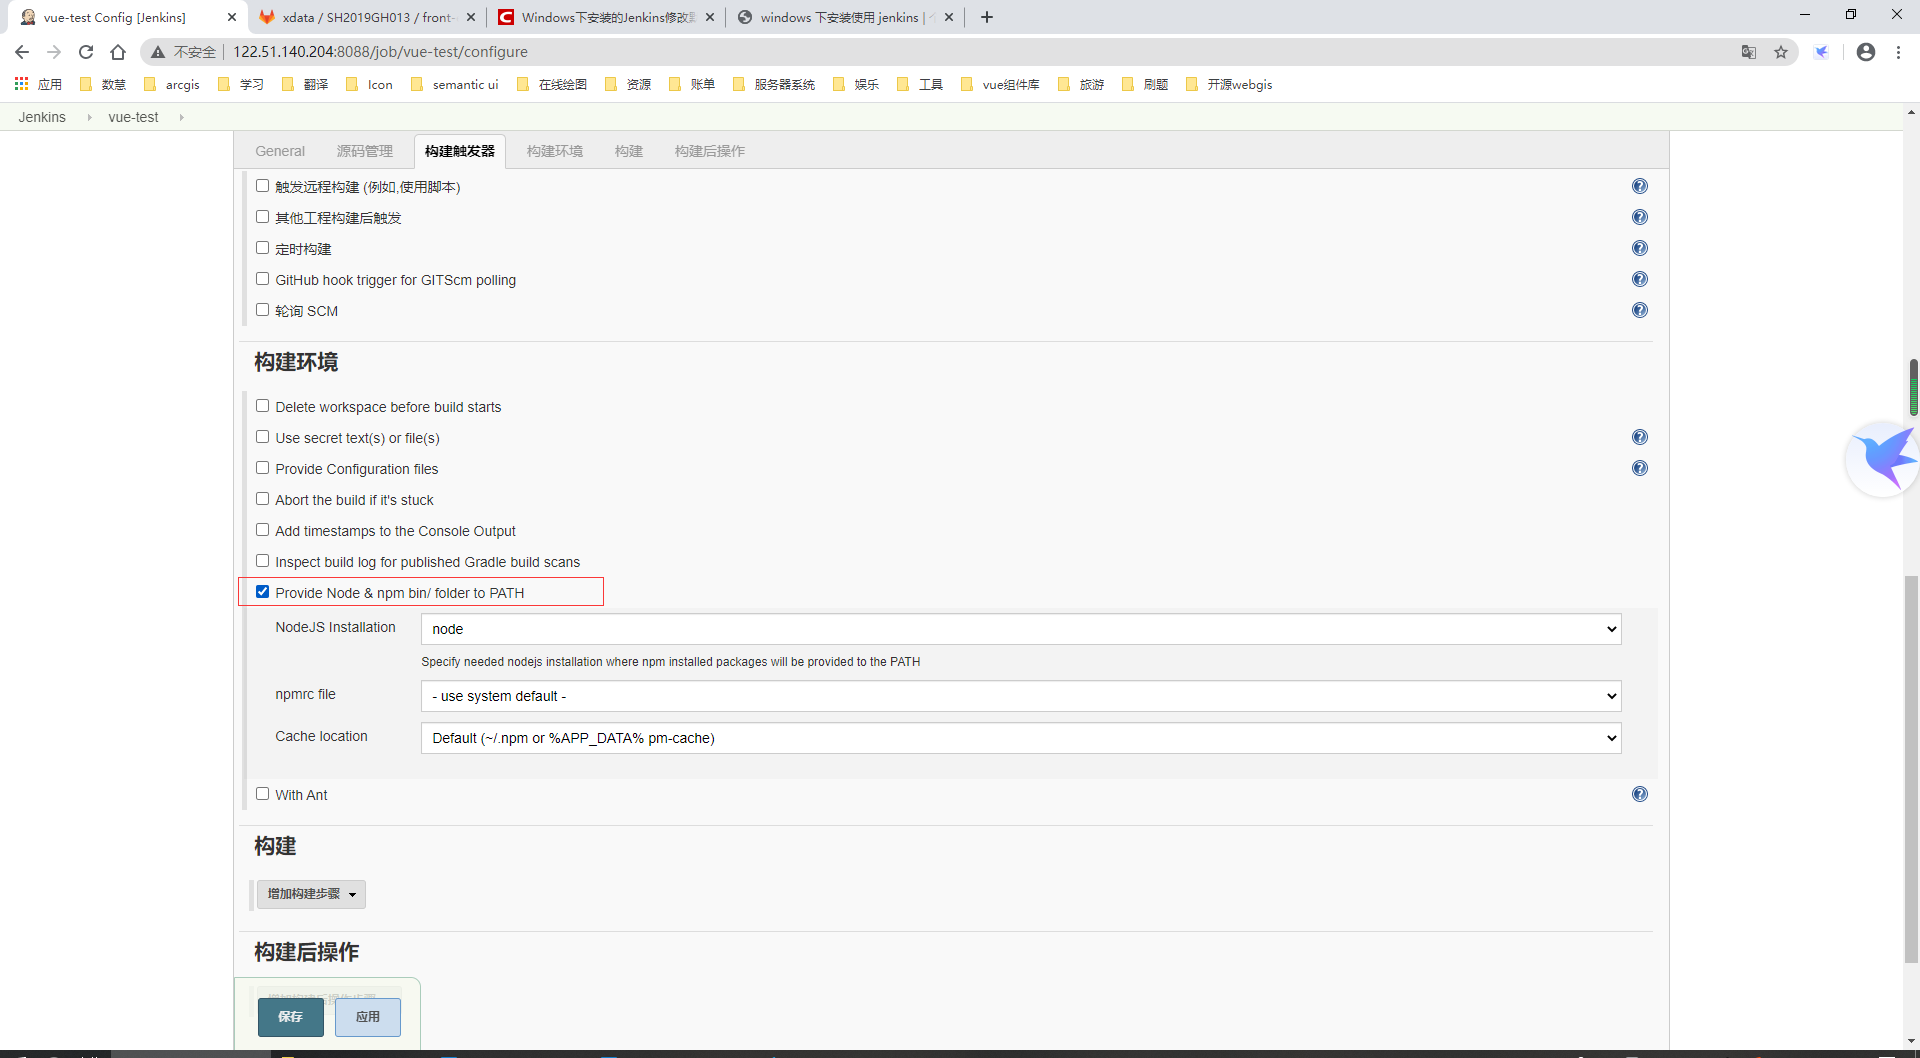 vue-test Config [Jenkins]
xdata / SH2019GH013 / front-
Windows下安装的Jenkins修改
windows 下安装使用 jenkins |
不安全
122.51.140.204:8088/job/vue-test/configure
应用
数慧
arcgis
学习
翻译
Icon
semantic ui
在线绘图
资源
账单
服务器系统
娱乐
工具
vue组件库
旅游
刷题
开源webgis
Jenkins
vue-test
General
源码管理
构建触发器
构建环境
构建
构建后操作
触发远程构建 (例如,使用脚本)
其他工程构建后触发
定时构建
GitHub hook trigger for GITScm polling
轮询 SCM
构建环境
Delete workspace before build starts
Use secret text(s) or file(s)
Provide Configuration files
Abort the build if it's stuck
Add timestamps to the Console Output
Inspect build log for published Gradle build scans
Provide Node & npm bin/ folder to PATH
NodeJS Installation
node
Specify needed nodejs installation where npm installed packages will be provided to the PATH
npmrc file
- use system default -
Cache location
Default (~/.npm or %APP_DATA% pm-cache)
With Ant
构建
增加构建步骤
构建后操作
增加构建后操作步骤
保存
应用